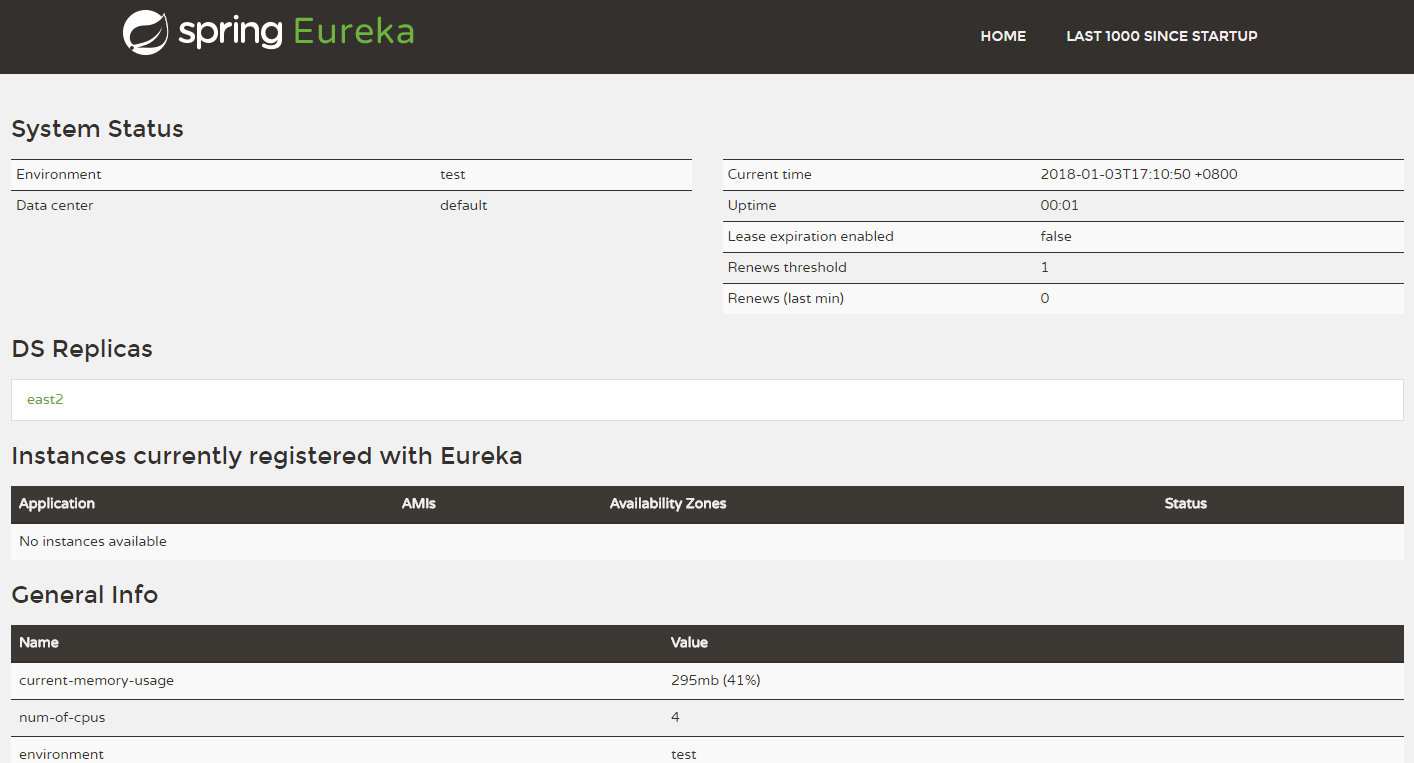 spring Eureka
HOME LAST 1000 SINCE STARTUP
System Status
Environment test
Data center default
Current time 2018-01-03T17:10:50 +0800
Uptime 00:01
Lease expiration enabled false
Renews threshold 1
Renews (last min) 0
DS Replicas
east2
Instances currently registered with Eureka
Application AMIs Availability Zones Status
No instances available
General Info
Name Value
current-memory-usage 295mb (41%)
num-of-cpus 4
environment test